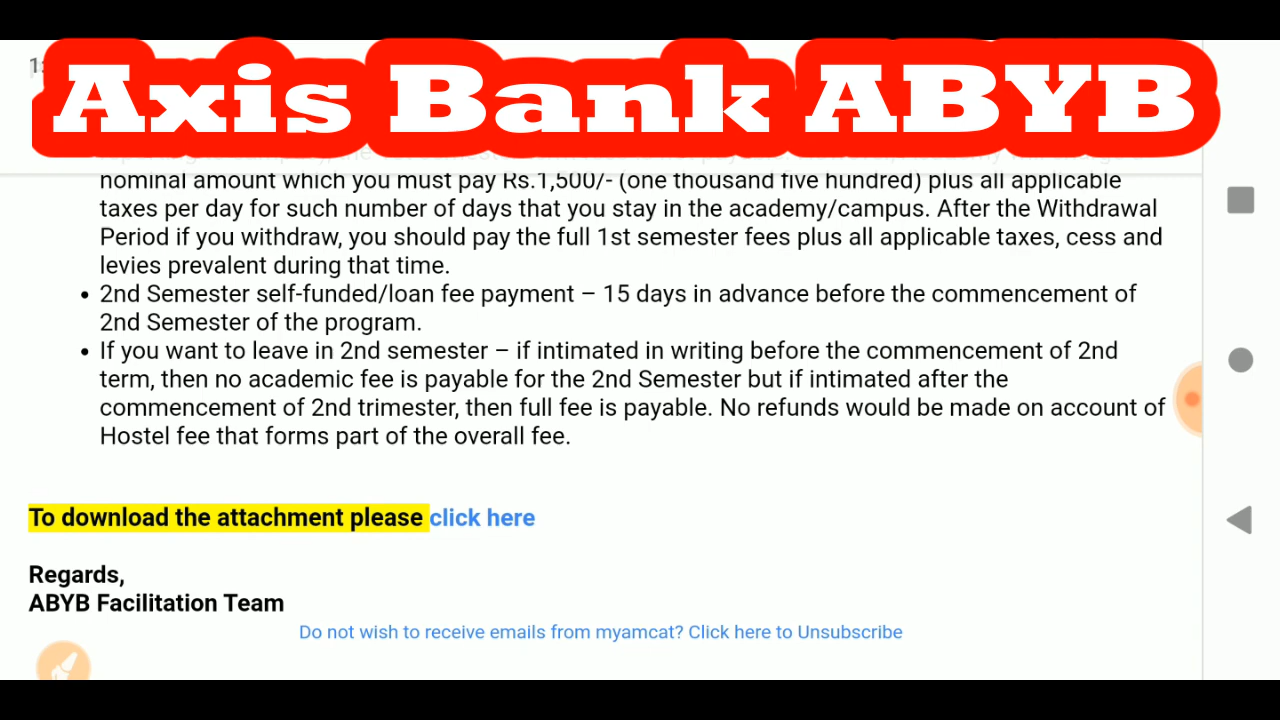 Axis Bank ABYB
nominal amount which you must pay Rs.1,500/- (one thousand five hundred) plus all applicable
taxes per day for such number of days that you stay in the academy/campus. After the Withdrawal
Period if you withdraw, you should pay the full 1st semester fees plus all applicable taxes, cess and
levies prevalent during that time.
• 2nd Semester self-funded/loan fee payment – 15 days in advance before the commencement of
2nd Semester of the program.
• If you want to leave in 2nd semester – if intimated in writing before the commencement of 2nd
term, then no academic fee is payable for the 2nd Semester but if intimated after the
commencement of 2nd trimester, then full fee is payable. No refunds would be made on account of
Hostel fee that forms part of the overall fee.
To download the attachment please click here
Regards,
ABYB Facilitation Team
Do not wish to receive emails from myamcat? Click here to Unsubscribe